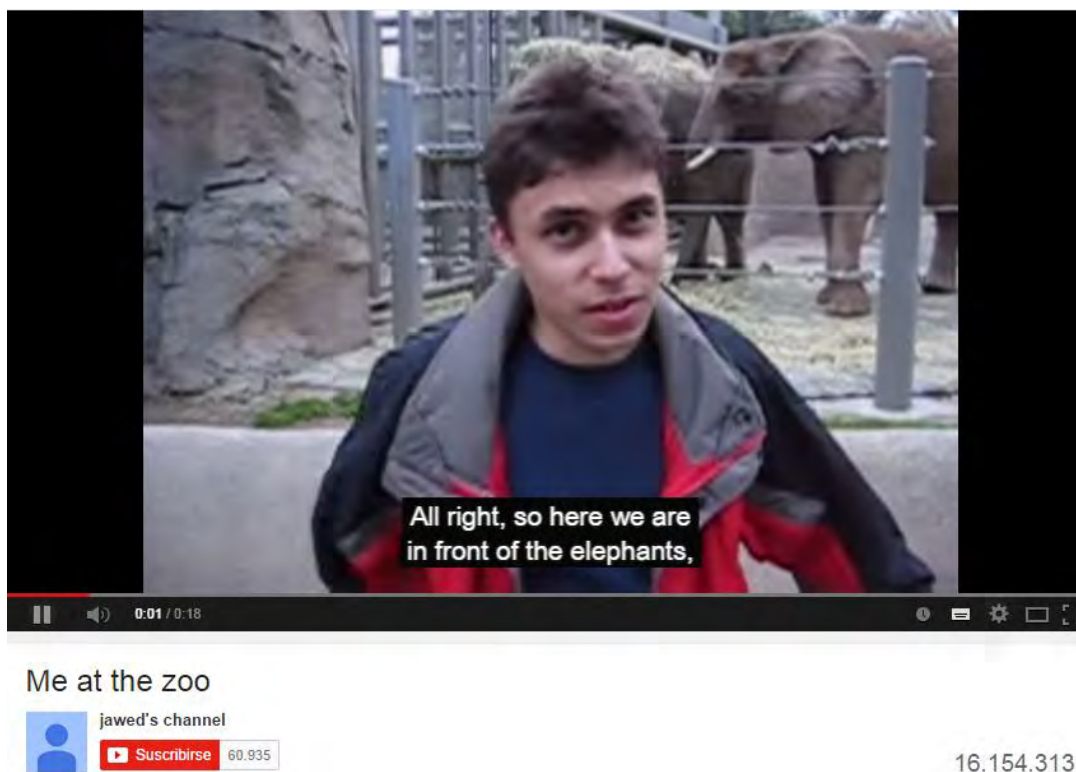 All right, so here we are
in front of the elephants,
0:01 / 0:18
Me at the zoo
jawed's channel
Suscribirse 60.935
16.154.313